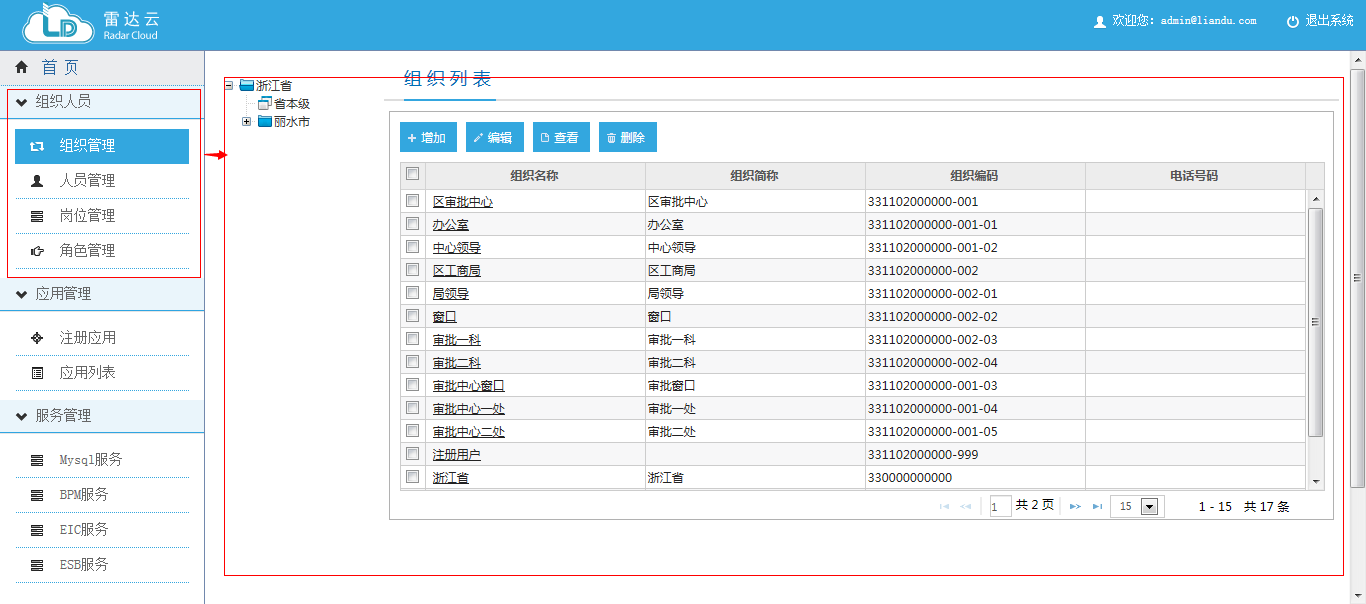 雷达云
Radar Cloud
欢迎您: admin@liandu.com 退出系统
首页
组织人员
组织管理
人员管理
岗位管理
角色管理
应用管理
注册应用
应用列表
服务管理
Mysql服务
BPM服务
EIC服务
ESB服务
浙江省
省本级
丽水市
组织列表
增加 编辑 查看 删除
组织名称 组织简称 组织编码 电话号码
区审批中心 区审批中心 331102000000-001
办公室 办公室 331102000000-001-01
中心领导 中心领导 331102000000-001-02
区工商局 区工商局 331102000000-002
局领导 局领导 331102000000-002-01
窗口 窗口 331102000000-002-02
审批一科 审批一科 331102000000-002-03
审批二科 审批二科 331102000000-002-04
审批中心窗口 审批窗口 331102000000-001-03
审批中心一处 审批一处 331102000000-001-04
审批中心二处 审批二处 331102000000-001-05
注册用户 331102000000-999
浙江省 浙江省 330000000000
1 共 2 页 15 1 - 15 共 17 条